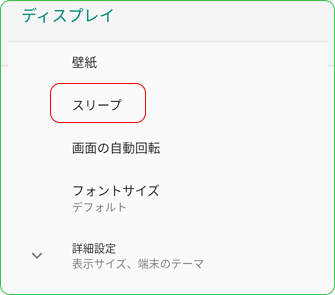 ディスプレイ
壁紙
スリープ
画面の自動回転
フォントサイズ
デフォルト
詳細設定
表示サイズ、端末のテーマ